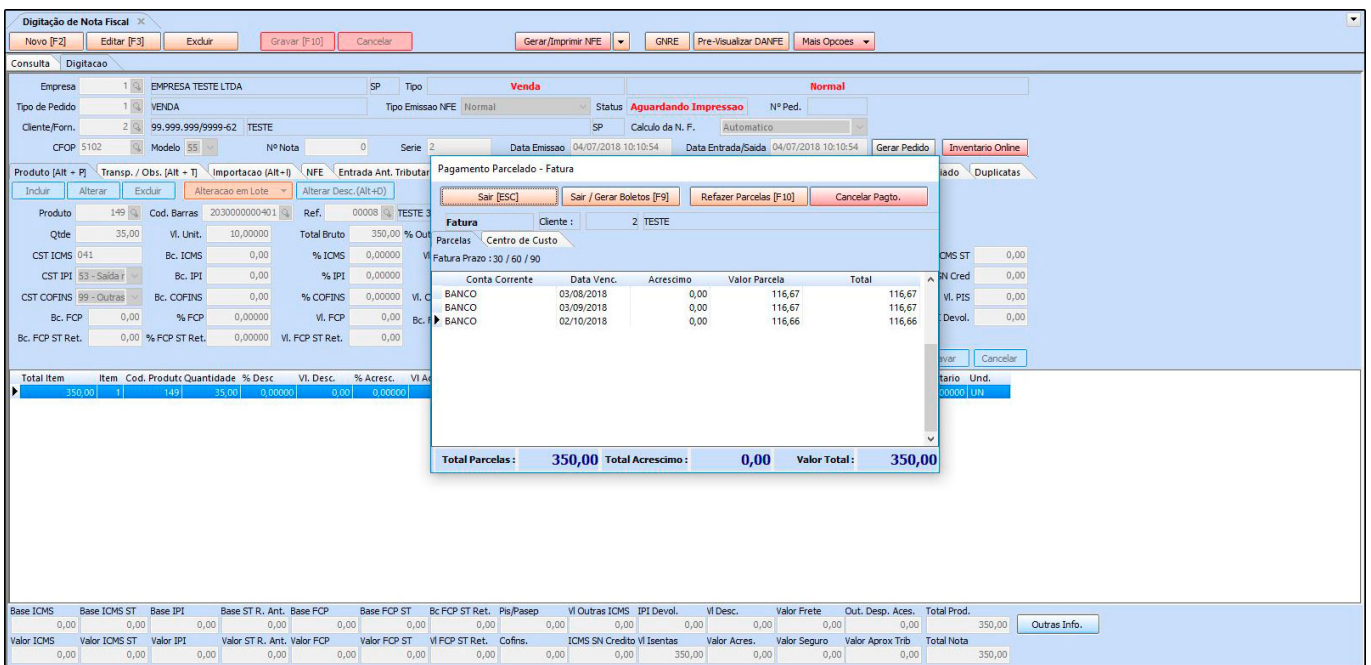 Digitação de Nota Fiscal
Novo [F2] Editar [F3] Excluir Gravar [F10] Cancelar Gerar/Imprimir NFE GNRE Pre-Visualizar DANFE Mais Opcoes
Consulta Digitacao
Empresa 1 EMPRESA TESTE LTDA SP Tipo Venda Normal
Tipo de Pedido 1 VENDA Tipo Emissao NFE Normal Status Aguardando Impressao Nº Ped.
Cliente/Forn. 2 99.999.999/9999-62 TESTE SP Calculo da N. F. Automatico
CFOP 5102 Modelo 55 Nº Nota 0 Serie 2 Data Emissao 04/07/2018 10:10:54 Data Entrada/Saida 04/07/2018 10:10:54 Gerar Pedido Inventario Online
Produto [Alt + P] Transp. / Obs. [Alt + T] Importacao (Alt+I) NFE Entrada Ant. Tributar iado Duplicatas
Incluir Alterar Excluir Alteracao em Lote Alterar Desc.(Alt+D)
Produto 149 Cod. Barras 2030000000401 Ref. 00008 TESTE 3
Qtde 35,00 Vl. Unit. 10,00000 Total Bruto 350,00 % Out
CST ICMS 041 Bc. ICMS 0,00 % ICMS 0,00000 CMS ST 0,00
CST IPI 53 - Saída r Bc. IPI 0,00 % IPI 0,00000 SN Cred 0,00
CST COFINS 99 - Outras Bc. COFINS 0,00 % COFINS 0,00000 Vl. C Vl. PIS 0,00
Bc. FCP 0,00 % FCP 0,00000 Vl. FCP 0,00 Bc. F Devol. 0,00
Bc. FCP ST Ret. 0,00 % FCP ST Ret. 0,00000 Vl. FCP ST Ret. 0,00
avar Cancelar
Total Item Item Cod. Produto Quantidade % Desc Vl. Desc. % Acresc. Vl Ac tario Und.
350,00 1 149 35,00 0,00000 0,00 0,00000 00000 UN
Pagamento Parcelado - Fatura
Sair [ESC] Sair / Gerar Boletos [F9] Refazer Parcelas [F10] Cancelar Pagto.
Fatura Cliente : 2 TESTE
Parcelas Centro de Custo
Fatura Prazo : 30 / 60 / 90
Conta Corrente Data Venc. Acrescimo Valor Parcela Total
BANCO 03/08/2018 0,00 116,67 116,67
BANCO 03/09/2018 0,00 116,67 116,67
BANCO 02/10/2018 0,00 116,66 116,66
Total Parcelas : 350,00 Total Acrescimo : 0,00 Valor Total : 350,00
Base ICMS Base ICMS ST Base IPI Base ST R. Ant. Base FCP Base FCP ST Bc FCP ST Ret. Pis/Pasep Vl Outras ICMS IPI Devol. Vl Desc. Valor Frete Out. Desp. Aces. Total Prod.
0,00 0,00 0,00 0,00 0,00 0,00 0,00 0,00 0,00 0,00 0,00 0,00 0,00 350,00 Outras Info.
Valor ICMS Valor ICMS ST Valor IPI Valor ST R. Ant. Valor FCP Valor FCP ST Vl FCP ST Ret. Cofins. ICMS SN Credito Vl Isentas Valor Acres. Valor Seguro Valor Aprox Trib Total Nota
0,00 0,00 0,00 0,00 0,00 0,00 0,00 0,00 0,00 350,00 0,00 0,00 0,00 350,00